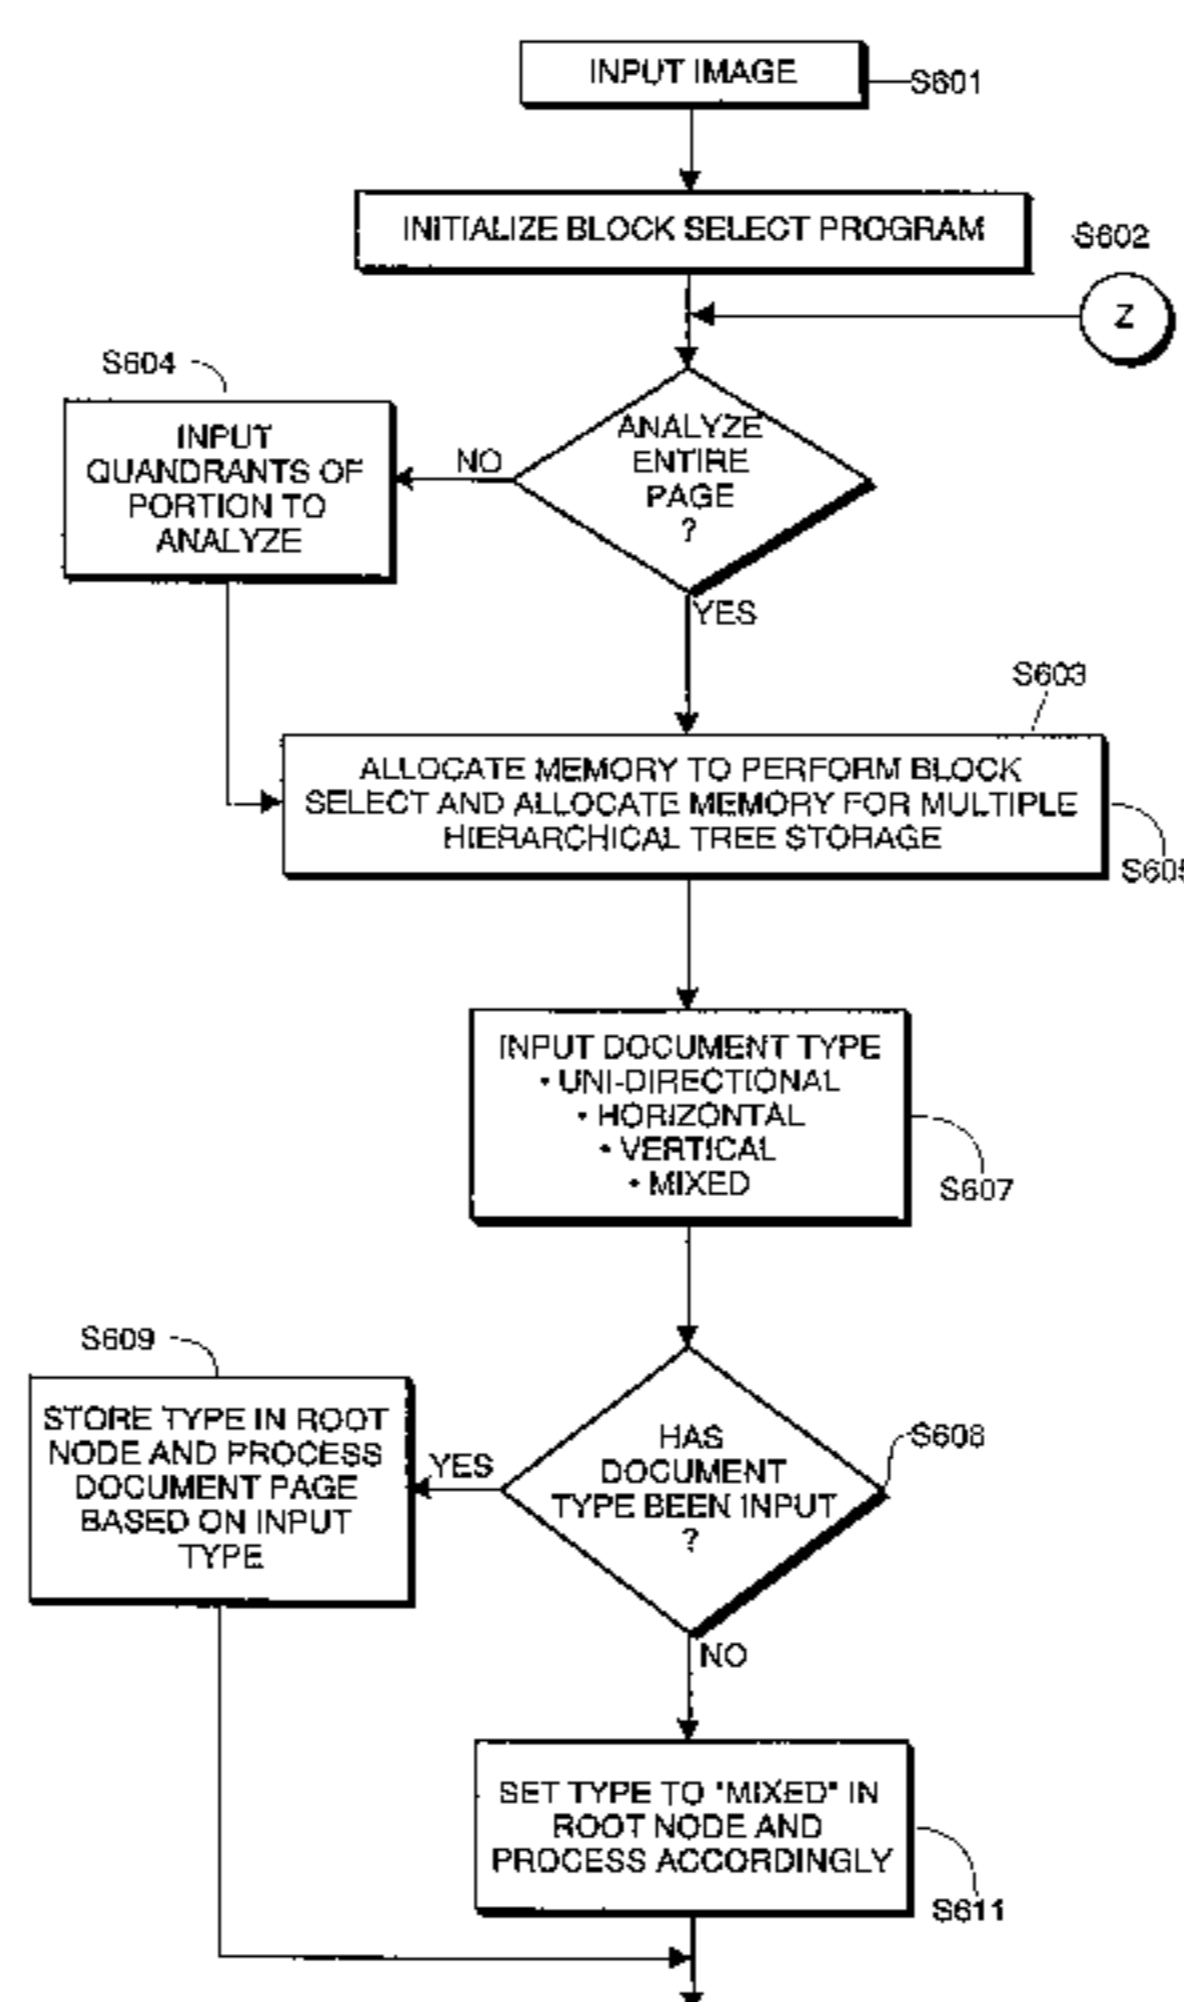 INPUT IMAGE
S601
INITIALIZE BLOCK SELECT PROGRAM
S602
Z
S604
INPUT
QUANDRANTS OF
PORTION TO
ANALYZE
NO
ANALYZE
ENTIRE
PAGE
?
YES
S603
ALLOCATE MEMORY TO PERFORM BLOCK
SELECT AND ALLOCATE MEMORY FOR MULTIPLE
HIERARCHICAL TREE STORAGE
S605
INPUT DOCUMENT TYPE
• UNI-DIRECTIONAL
• HORIZONTAL
• VERTICAL
• MIXED
S607
S609
STORE TYPE IN ROOT
NODE AND PROCESS
DOCUMENT PAGE
BASED ON INPUT
TYPE
YES
HAS
DOCUMENT
TYPE BEEN INPUT
?
S608
NO
SET TYPE TO "MIXED" IN
ROOT NODE AND
PROCESS ACCORDINGLY
S611